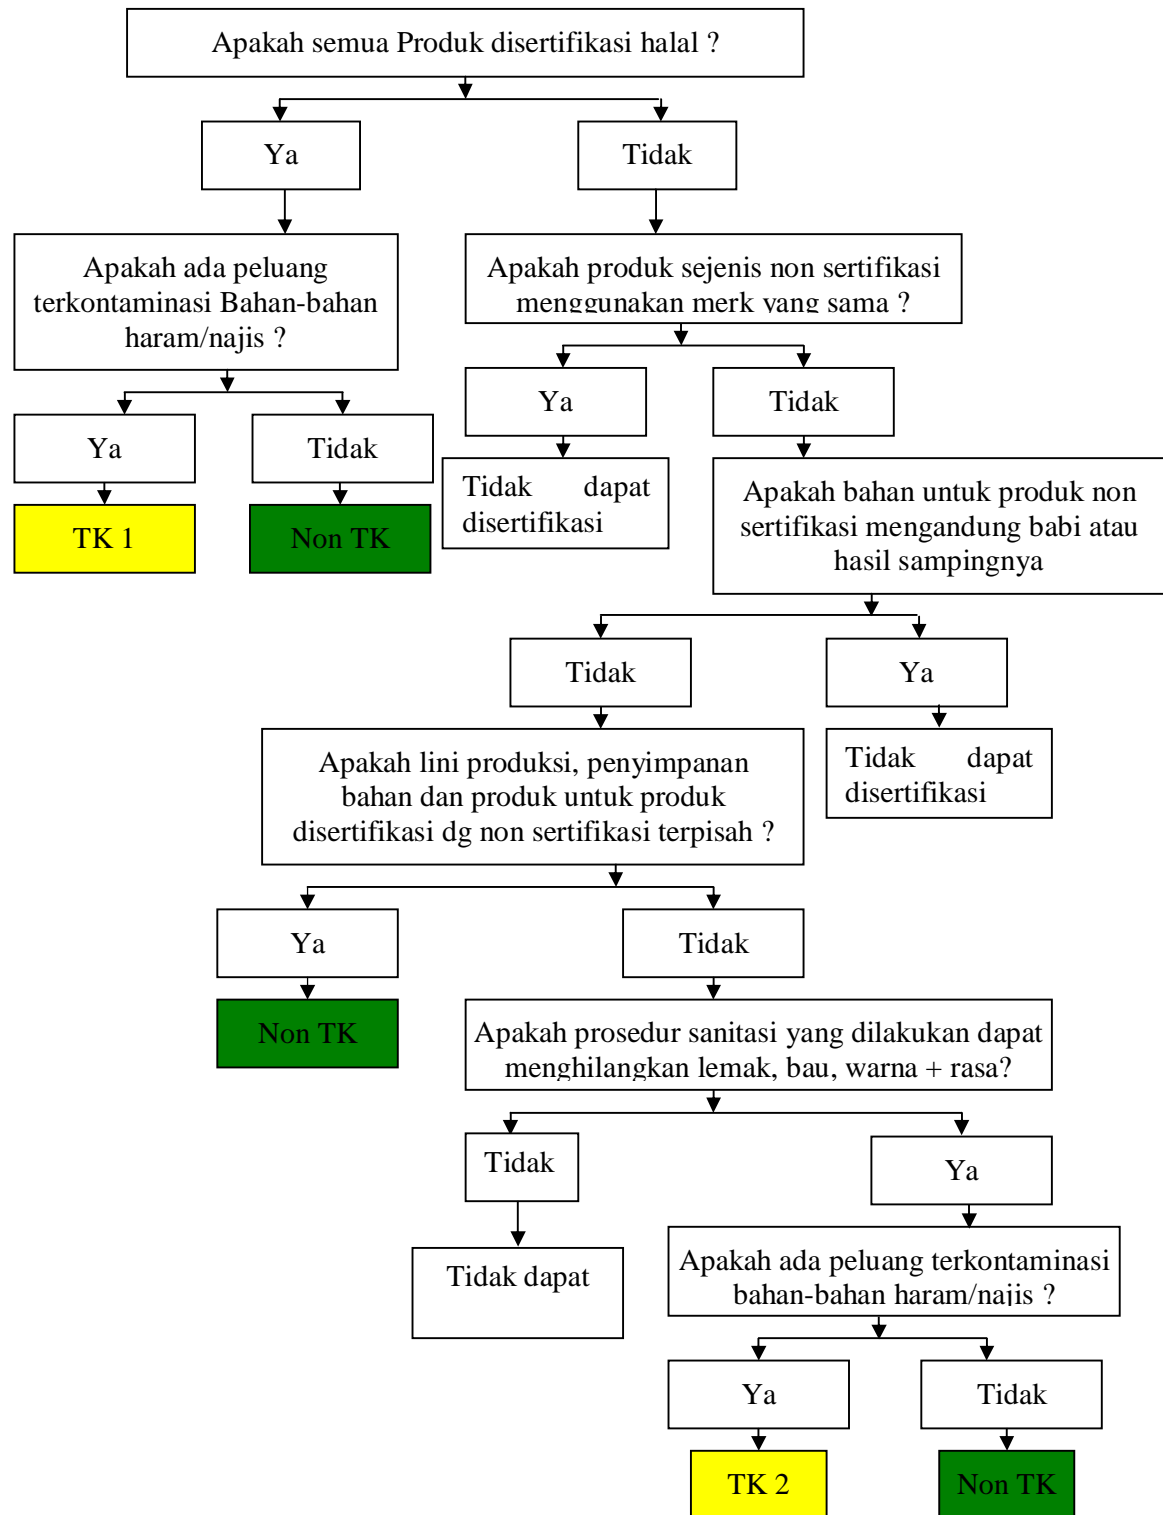 Apakah semua Produk disertifikasi halal ?
Ya
Tidak
Apakah ada peluang
terkontaminasi Bahan-bahan
haram/najis ?
Apakah produk sejenis non sertifikasi
menggunakan merk yang sama ?
Ya
Tidak
Ya
Tidak
TK 1
Non TK
Tidak dapat
disertifikasi
Apakah bahan untuk produk non
sertifikasi mengandung babi atau
hasil sampingnya
Tidak
Ya
Apakah lini produksi, penyimpanan
bahan dan produk untuk produk
disertifikasi dg non sertifikasi terpisah ?
Tidak dapat
disertifikasi
Ya
Tidak
Non TK
Apakah prosedur sanitasi yang dilakukan dapat
menghilangkan lemak, bau, warna + rasa?
Tidak
Ya
Tidak dapat
Apakah ada peluang terkontaminasi
bahan-bahan haram/najis ?
Ya
Tidak
TK 2
Non TK